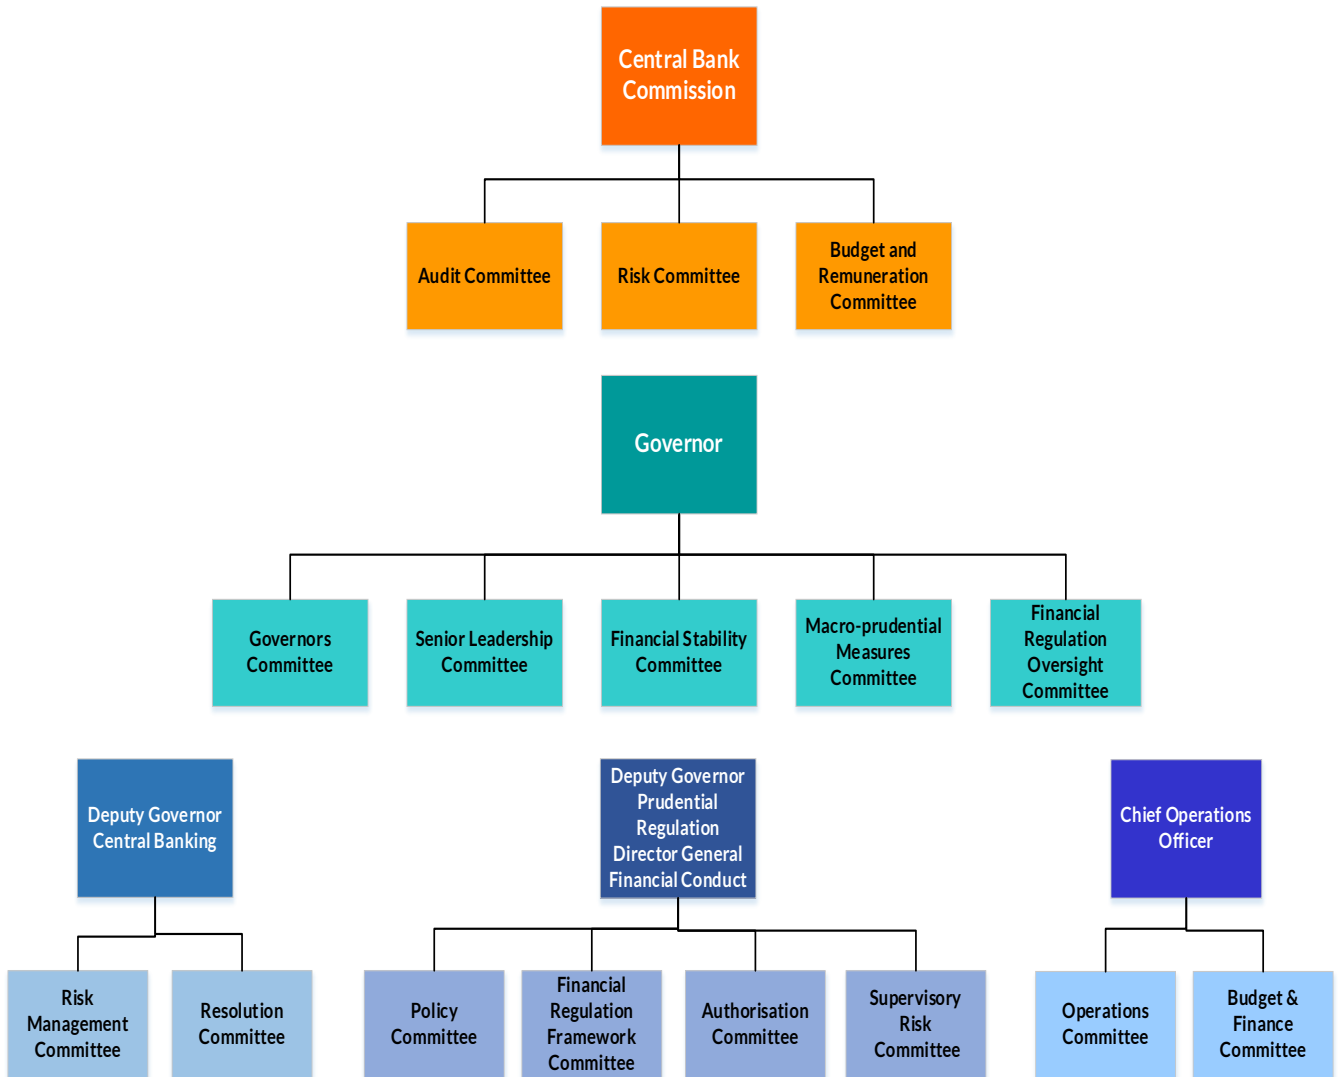 Central Bank
Commission
Audit Committee
Risk Committee
Budget and
Remuneration
Committee
Governor
Governors
Committee
Senior Leadership
Committee
Financial Stability
Committee
Macro-prudential
Measures
Committee
Financial
Regulation
Oversight
Committee
Deputy Governor
Central Banking
Deputy Governor
Prudential
Regulation
Director General
Financial Conduct
Chief Operations
Officer
Risk
Management
Committee
Resolution
Committee
Policy
Committee
Financial
Regulation
Framework
Committee
Authorisation
Committee
Supervisory
Risk
Committee
Operations
Committee
Budget &
Finance
Committee